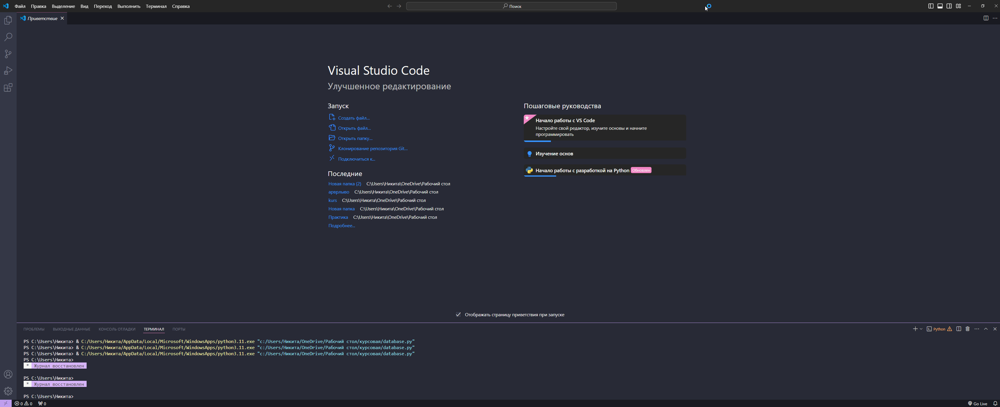 Файл Правка Выделение Вид Переход Выполнить Терминал Справка
Поиск
Приветствие
Visual Studio Code
Улучшенное редактирование
Запуск
Создать файл...
Открыть файл...
Открыть папку...
Клонирование репозитория Git...
Подключиться к...
Последние
Новая папка (2) C:\Users\Никита\OneDrive\Рабочий стол
арврлыво C:\Users\Никита\OneDrive\Рабочий стол
kurs C:\Users\Никита\OneDrive\Рабочий стол
Новая папка C:\Users\Никита\OneDrive\Рабочий стол
Практика C:\Users\Никита\OneDrive\Рабочий стол
Подробнее...
Пошаговые руководства
Начало работы с VS Code
Настройте свой редактор, изучите основы и начните
программировать
Изучение основ
Начало работы с разработкой на Python Обновлен
Отображать страницу приветствия при запуске
ПРОБЛЕМЫ ВЫХОДНЫЕ ДАННЫЕ КОНСОЛЬ ОТЛАДКИ ТЕРМИНАЛ ПОРТЫ
Python
PS C:\Users\Никита> & C:/Users/Никита/AppData/Local/Microsoft/WindowsApps/python3.11.exe "c:/Users/Никита/OneDrive/Рабочий стол/курсовая/database.py"
PS C:\Users\Никита> & C:/Users/Никита/AppData/Local/Microsoft/WindowsApps/python3.11.exe "c:/Users/Никита/OneDrive/Рабочий стол/курсовая/database.py"
PS C:\Users\Никита> & C:/Users/Никита/AppData/Local/Microsoft/WindowsApps/python3.11.exe "c:/Users/Никита/OneDrive/Рабочий стол/курсовая/database.py"
PS C:\Users\Никита>
* Журнал восстановлен
PS C:\Users\Никита>
* Журнал восстановлен
PS C:\Users\Никита>
0 0 0
Go Live